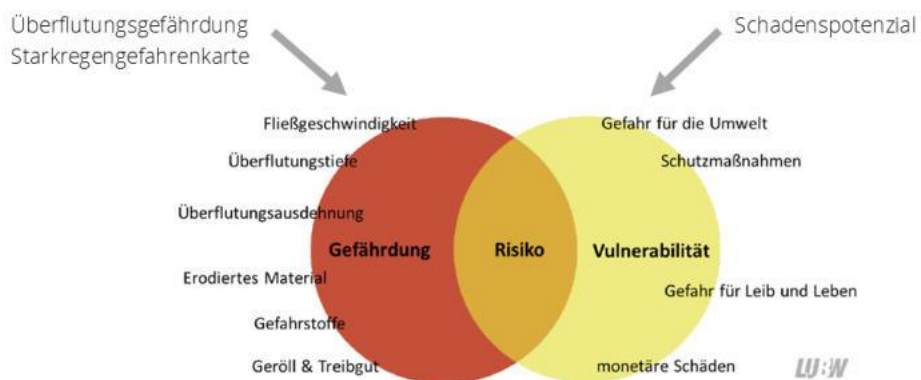 Überflutungsgefährdung
Starkregengefahrenkarte
Schadenspotenzial
Fließgeschwindigkeit
Überflutungstiefe
Überflutungsausdehnung
Gefährdung
Erodiertes Material
Gefahrstoffe
Geröll & Treibgut
Risiko
Gefahr für die Umwelt
Schutzmaßnahmen
Vulnerabilität
Gefahr für Leib und Leben
monetäre Schäden
LUBW